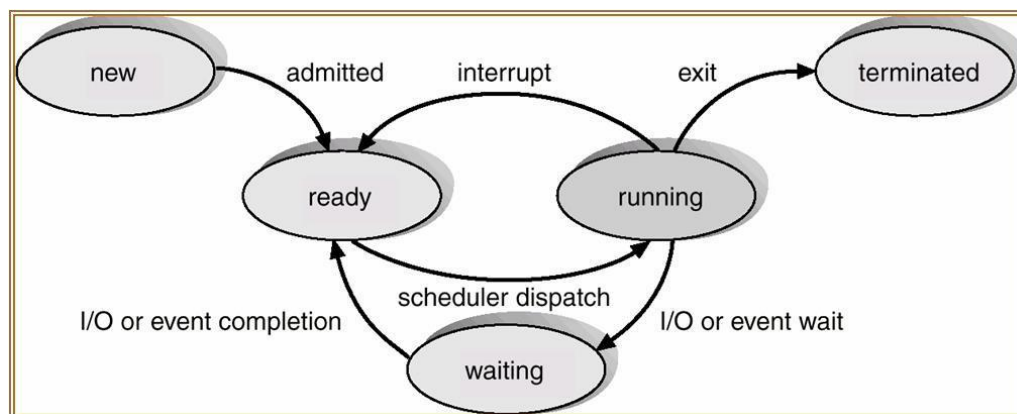 new
admitted
interrupt
exit
terminated
ready
running
scheduler dispatch
I/O or event completion
I/O or event wait
waiting